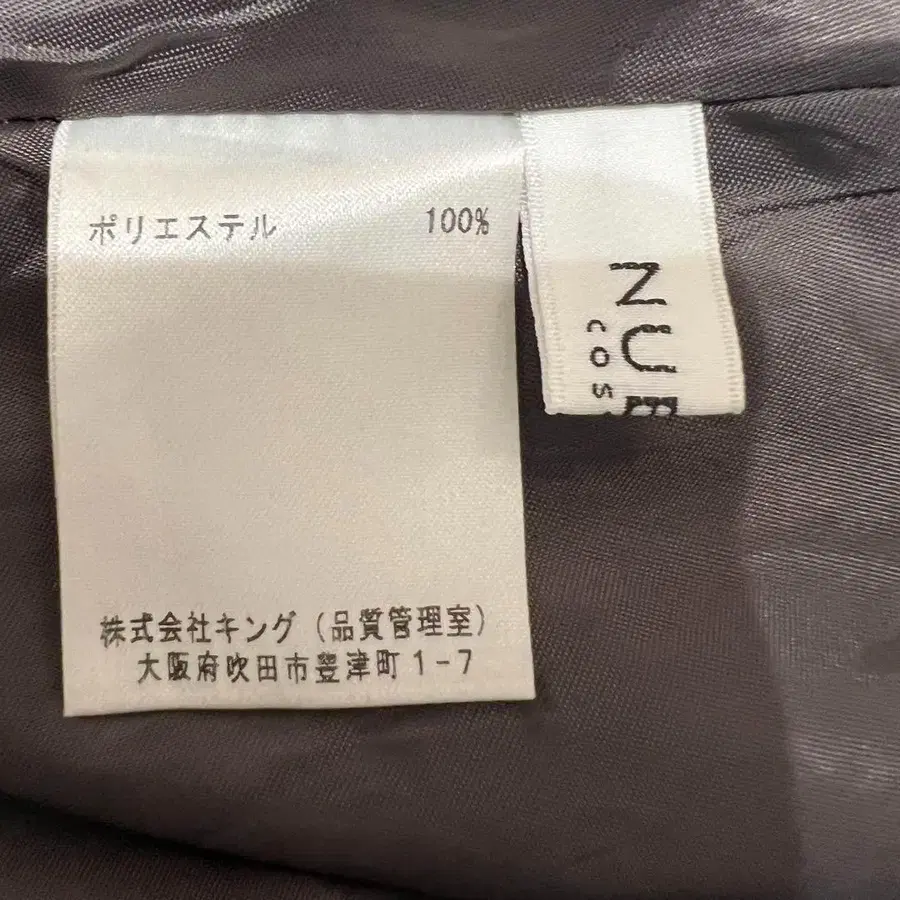 ポリエステル 100%
株式会社キング (品質管理室)
大阪府吹田市豊津町1-7
NU
COS